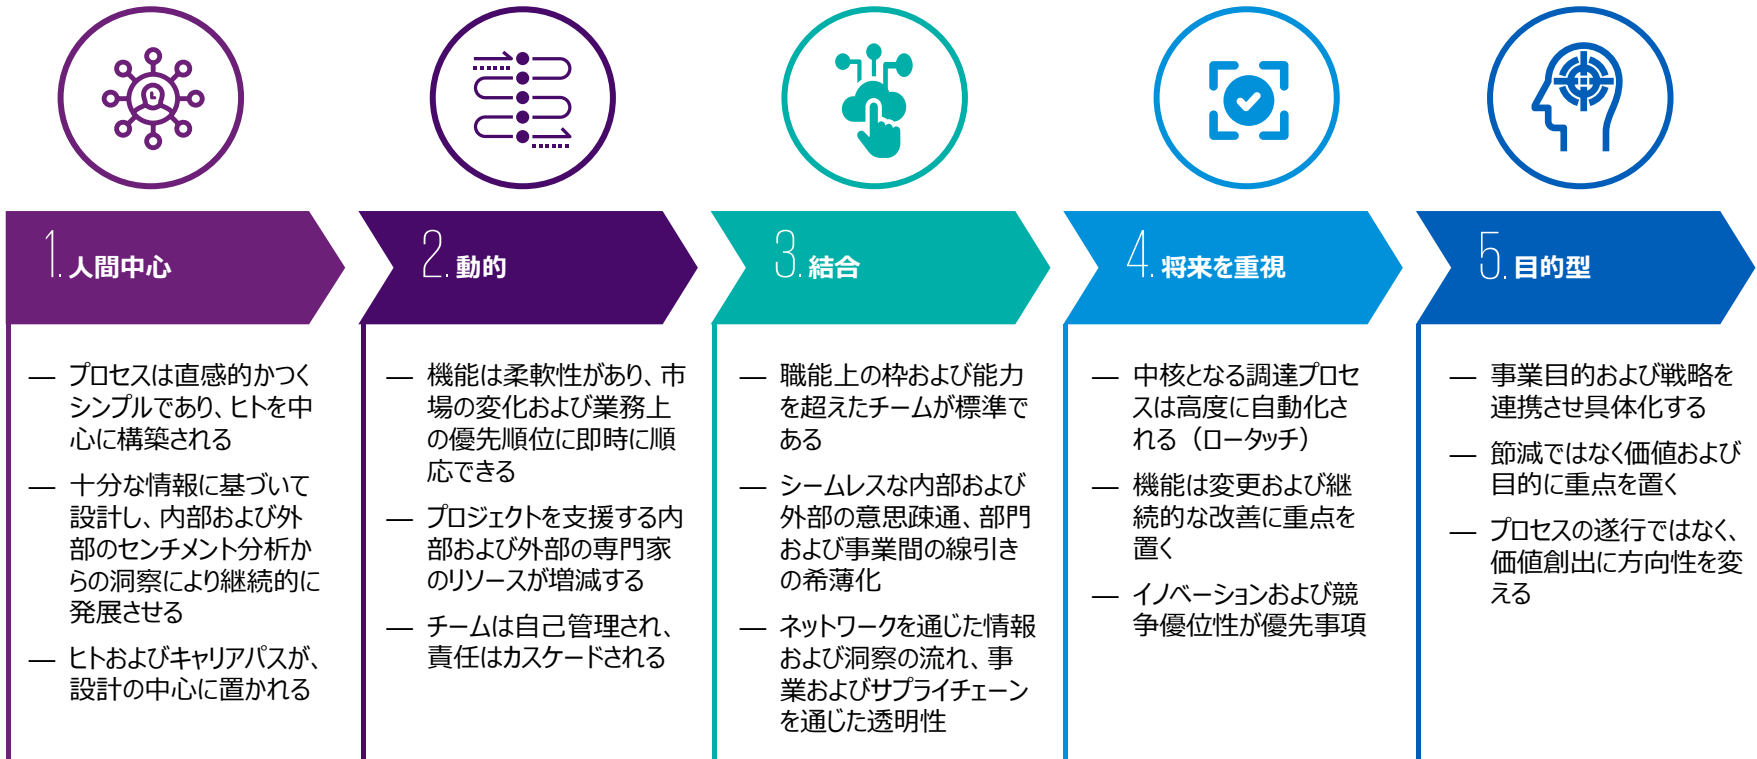 1. 人間中心
— プロセスは直感的かつく
シンプルであり、ヒトを中
心に構築される
— 十分な情報に基づいて
設計し、内部および外
部のセンチメント分析か
らの洞察により継続的に
発展させる
— ヒトおよびキャリアパスが、
設計の中心に置かれる
2. 動的
— 機能は柔軟性があり、市
場の変化および業務上
の優先順位に即時に順
応できる
— プロジェクトを支援する内
部および外部の専門家
のリソースが増減する
— チームは自己管理され、
責任はカスケードされる
3. 結合
— 職能上の枠および能力
を超えたチームが標準で
ある
— シームレスな内部および
外部の意思疎通、部門
および事業間の線引き
の希薄化
— ネットワークを通じた情報
および洞察の流れ、事
業およびサプライチェーン
を通じた透明性
4. 将来を重視
— 中核となる調達プロセ
スは高度に自動化さ
れる（ロータッチ）
— 機能は変更および継
続的な改善に重点を
置く
— イノベーションおよび競
争優位性が優先事項
5. 目的型
— 事業目的および戦略を
連携させ具体化する
— 節減ではなく価値および
目的に重点を置く
— プロセスの遂行ではなく、
価値創出に方向性を変
える